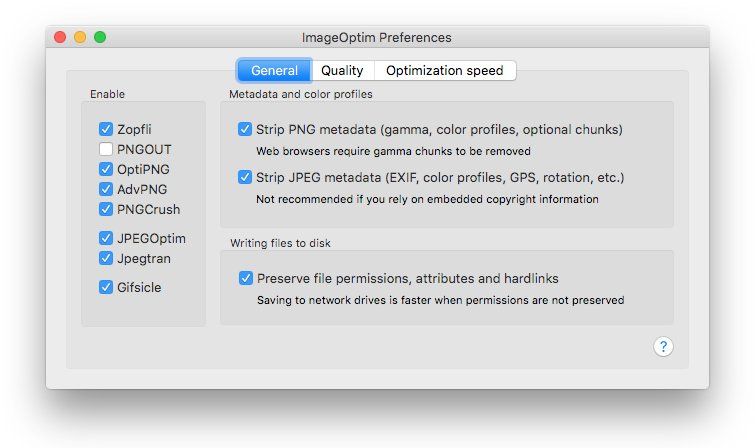 ImageOptim Preferences
General
Quality
Optimization speed
Enable
Zopfli
PNGOUT
OptiPNG
AdvPNG
PNGCrush
JPEGOptim
Jpegtran
Gifsicle
Metadata and color profiles
Strip PNG metadata (gamma, color profiles, optional chunks)
Web browsers require gamma chunks to be removed
Strip JPEG metadata (EXIF, color profiles, GPS, rotation, etc.)
Not recommended if you rely on embedded copyright information
Writing files to disk
Preserve file permissions, attributes and hardlinks
Saving to network drives is faster when permissions are not preserved
?